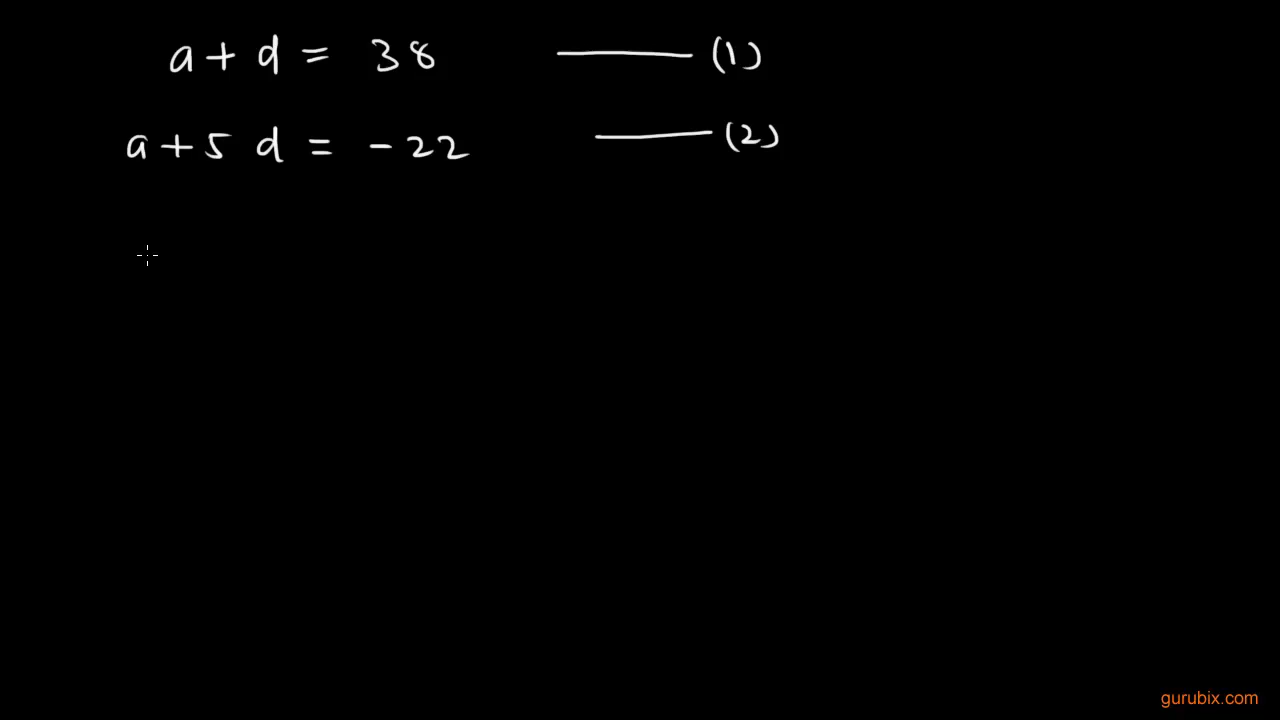 a + d = 38 —— (1)
a + 5 d = - 22 —— (2)
gurubix.com